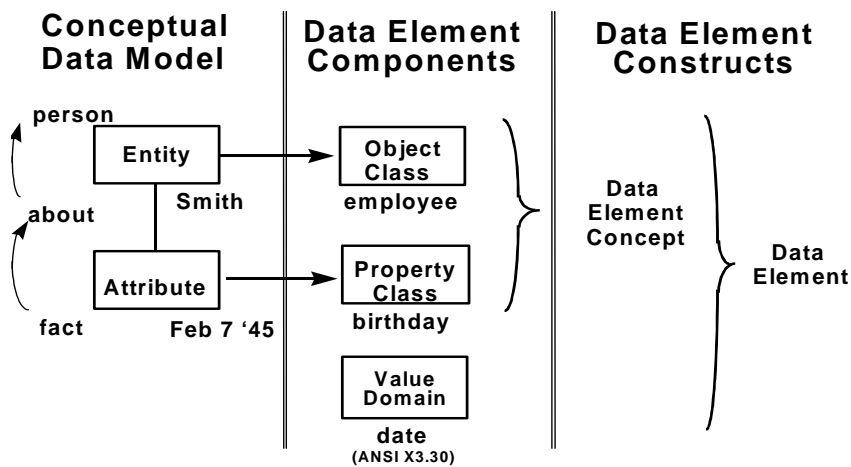 Conceptual
Data Model
person
Entity
Smith
about
Attribute
fact
Feb 7 ‘45
Data Element
Components
Object
Class
employee
Property
Class
birthday
Value
Domain
date
(ANSI X3.30)
Data Element
Constructs
Data
Element
Concept
Data
Element